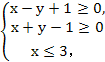 x − y + 1 ≥ 0,
x + y − 1 ≥ 0
x ≤ 3,